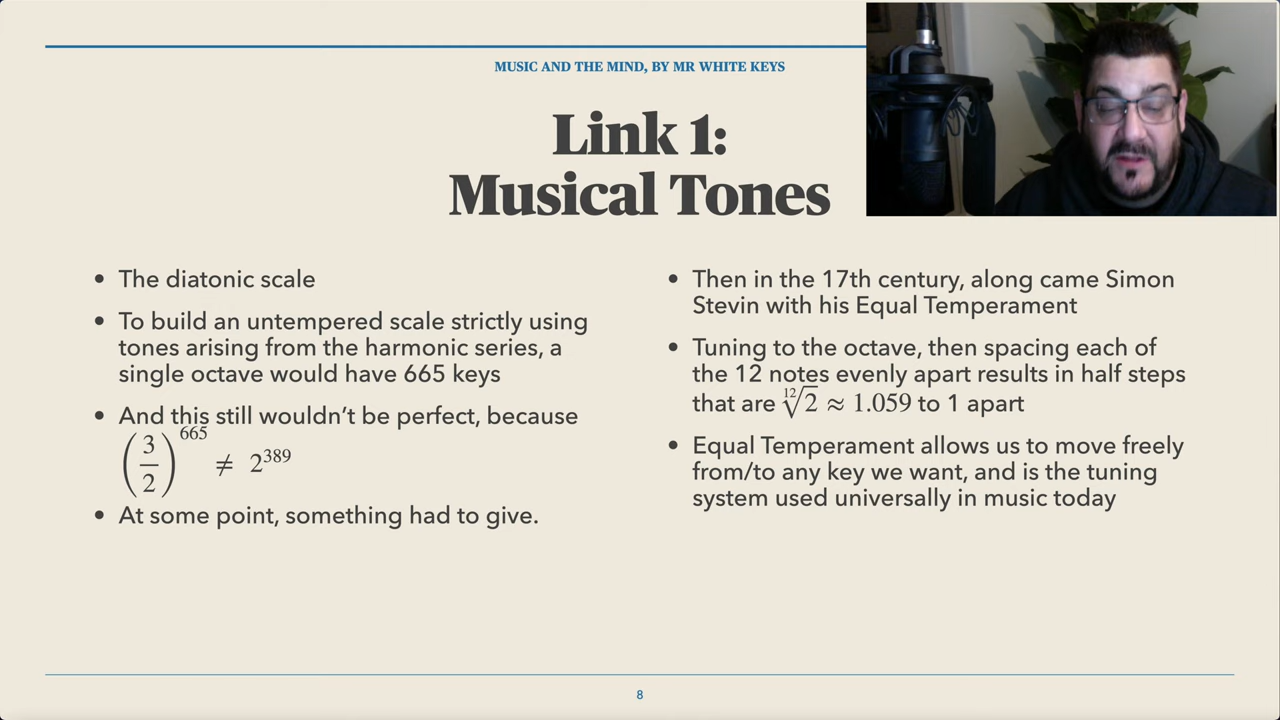 MUSIC AND THE MIND, BY MR WHITE KEYS
Link 1:
Musical Tones
• The diatonic scale
• To build an untempered scale strictly using
tones arising from the harmonic series, a
single octave would have 665 keys
• And this still wouldn’t be perfect, because
(3/2)^665 ≠ 2^389
• At some point, something had to give.
• Then in the 17th century, along came Simon
Stevin with his Equal Temperament
• Tuning to the octave, then spacing each of
the 12 notes evenly apart results in half steps
that are ¹²√2 ≈ 1.059 to 1 apart
• Equal Temperament allows us to move freely
from/to any key we want, and is the tuning
system used universally in music today
8